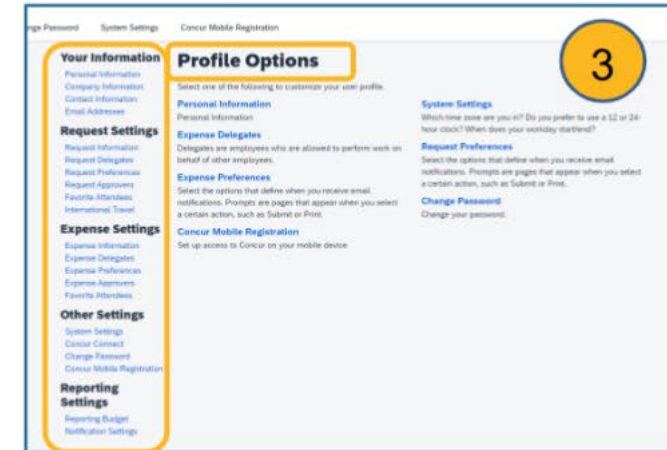 nge Password System Settings Concur Mobile Registration
Your Information
Personal Information
Company Information
Contact Information
Email Addresses
Request Settings
Request Information
Request Delegates
Request Preferences
Request Approvers
Favorite Attendees
International Travel
Expense Settings
Expense Information
Expense Delegates
Expense Preferences
Expense Approvers
Favorite Attendees
Other Settings
System Settings
Concur Connect
Change Password
Concur Mobile Registration
Reporting
Settings
Reporting Budget
Notification Settings
Profile Options
Select one of the following to customize your user profile.
Personal Information
Personal Information
Expense Delegates
Delegates are employees who are allowed to perform work on
behalf of other employees.
Expense Preferences
Select the options that define when you receive email
notifications. Prompts are pages that appear when you select
a certain action, such as Submit or Print.
Concur Mobile Registration
Set up access to Concur on your mobile device
System Settings
Which time zone are you in? Do you prefer to use a 12 or 24-
hour clock? When does your workday start/end?
Request Preferences
Select the options that define when you receive email
notifications. Prompts are pages that appear when you select
a certain action, such as Submit or Print.
Change Password
Change your password.
3